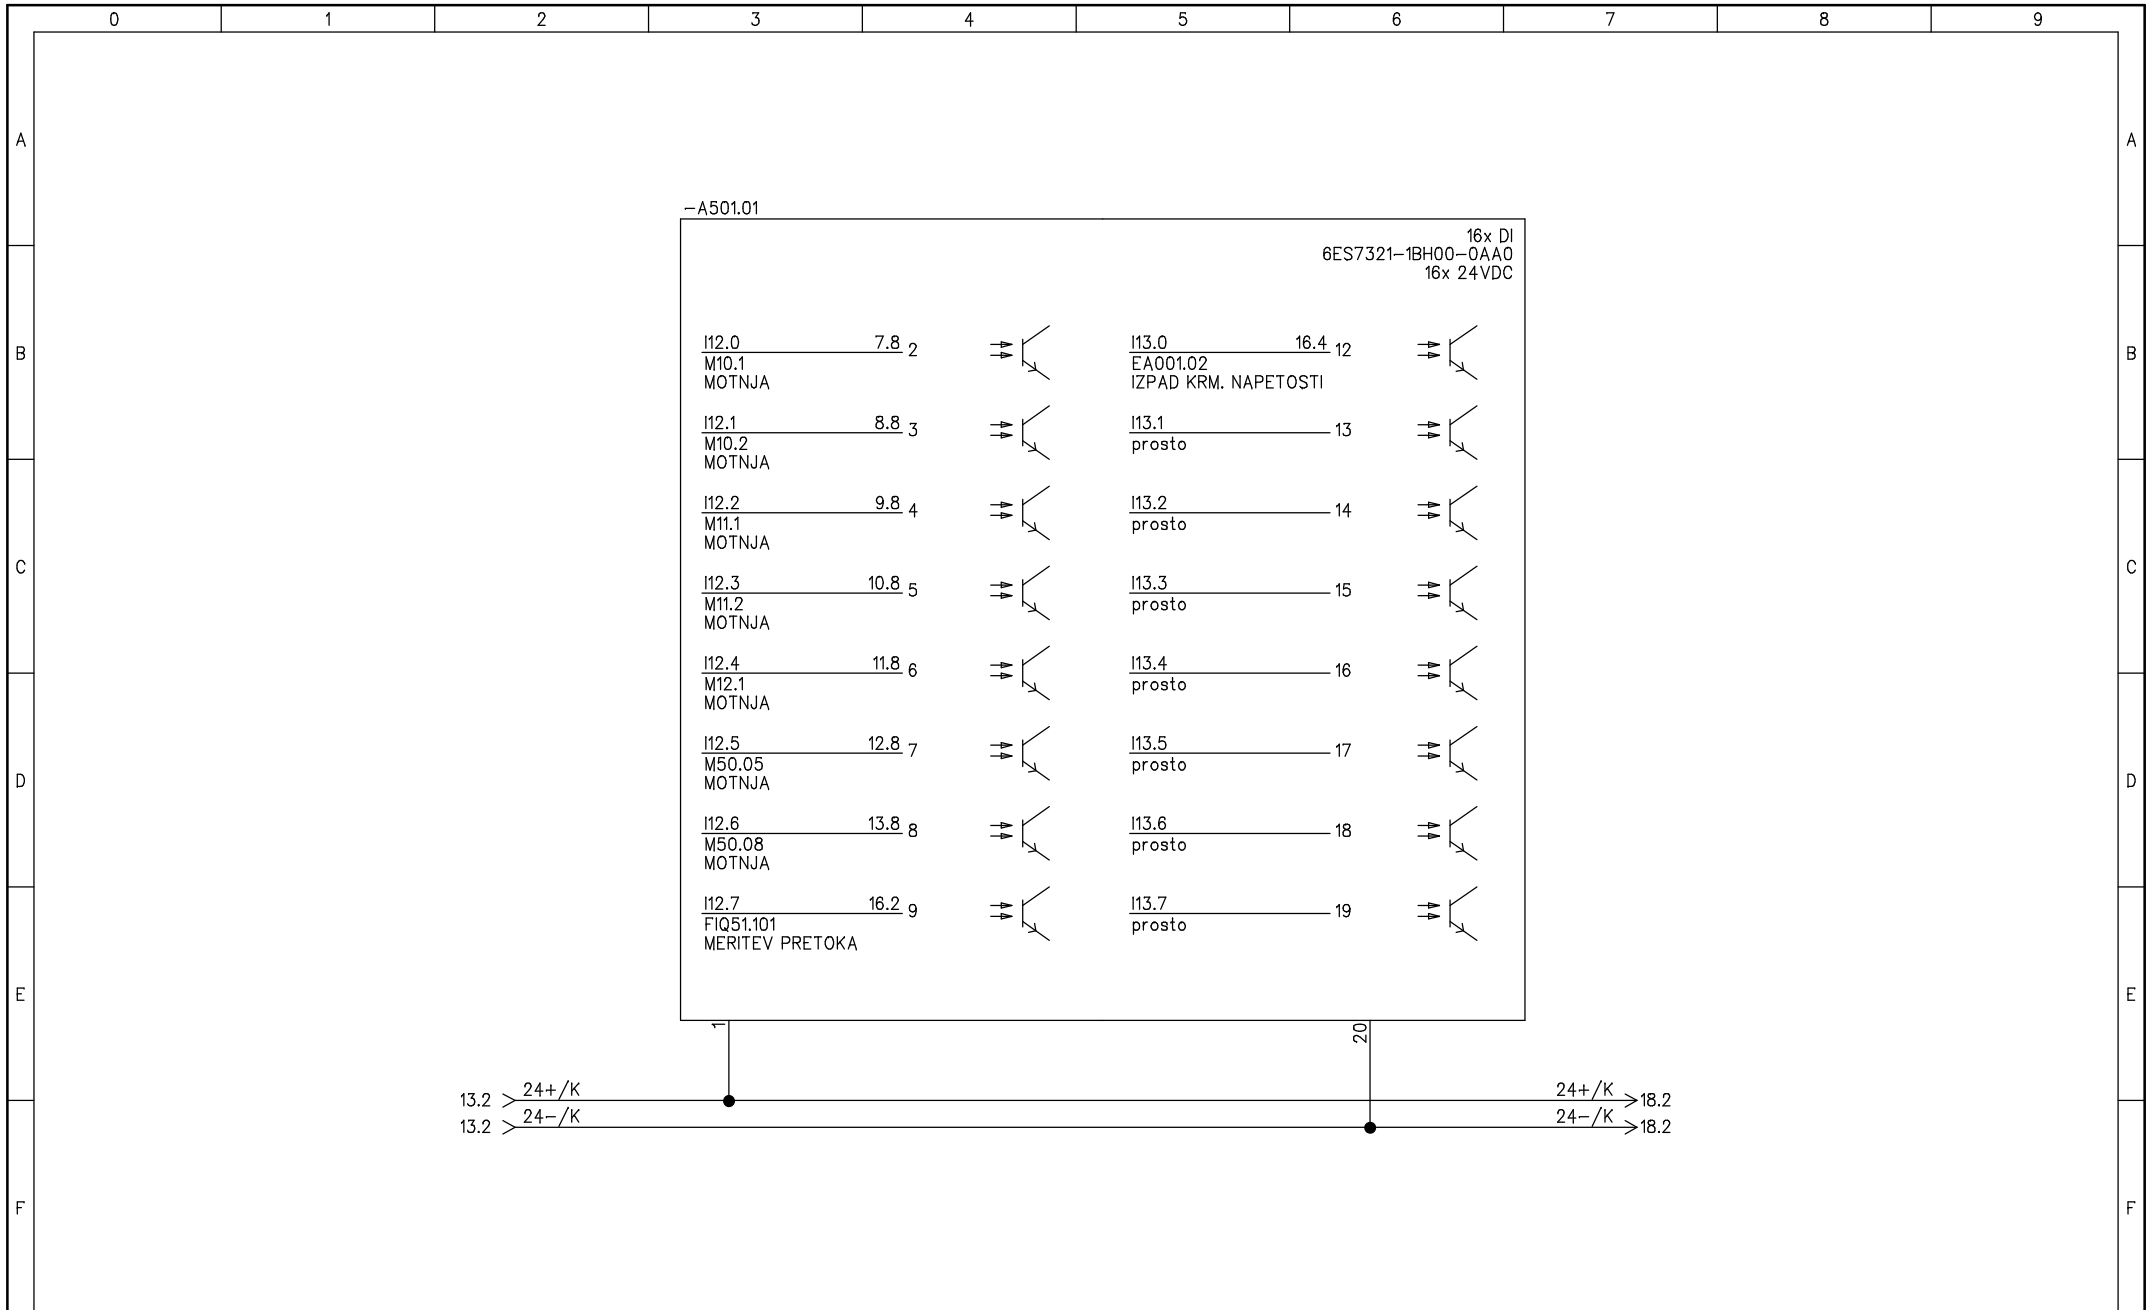 0 1 2 3 4 5 6 7 8 9
A A
-A501.01
16x DI
6ES7321-1BH00-0AA0
16x 24VDC
B B
I12.0 7.8 2
M10.1
MOTNJA
I13.0 16.4 12
EA001.02
IZPAD KRM. NAPETOSTI
I12.1 8.8 3
M10.2
MOTNJA
I13.1 13
prosto
I12.2 9.8 4
M11.1
MOTNJA
I13.2 14
prosto
C C
I12.3 10.8 5
M11.2
MOTNJA
I13.3 15
prosto
I12.4 11.8 6
M12.1
MOTNJA
I13.4 16
prosto
D D
I12.5 12.8 7
M50.05
MOTNJA
I13.5 17
prosto
I12.6 13.8 8
M50.08
MOTNJA
I13.6 18
prosto
I12.7 16.2 9
FIQ51.101
MERITEV PRETOKA
I13.7 19
prosto
E E
1 20
13.2 24+/K 24+/K 18.2
13.2 24-/K 24-/K 18.2
F F